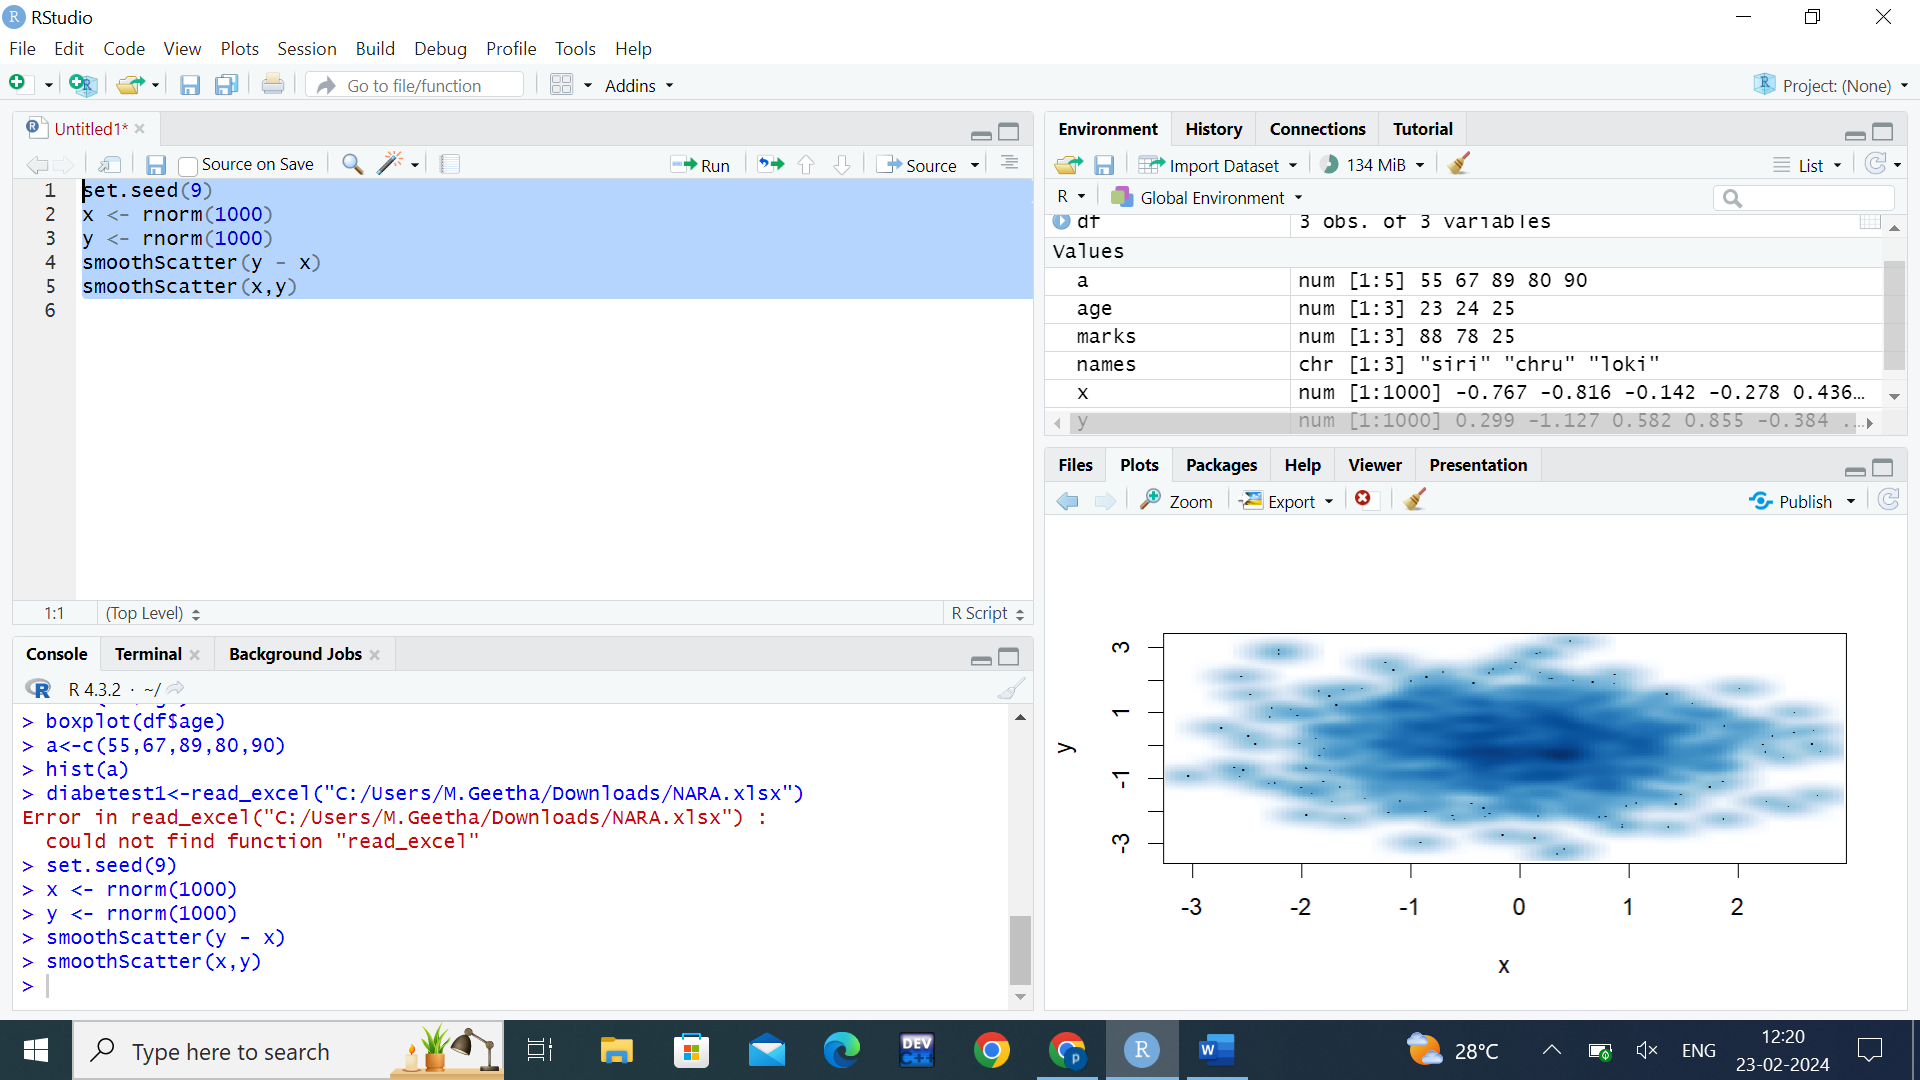 RStudio
File Edit Code View Plots Session Build Debug Profile Tools Help
Go to file/function Addins Project: (None)
Untitled1*
Source on Save Run Source
1 set.seed(9)
2 x <- rnorm(1000)
3 y <- rnorm(1000)
4 smoothScatter(y - x)
5 smoothScatter(x,y)
6
1:1 (Top Level) R Script
Console Terminal Background Jobs
R 4.3.2 · ~/
> boxplot(df$age)
> a<-c(55,67,89,80,90)
> hist(a)
> diabetest1<-read_excel("C:/Users/M.Geetha/Downloads/NARA.xlsx")
Error in read_excel("C:/Users/M.Geetha/Downloads/NARA.xlsx") :
could not find function "read_excel"
> set.seed(9)
> x <- rnorm(1000)
> y <- rnorm(1000)
> smoothScatter(y - x)
> smoothScatter(x,y)
>
Environment History Connections Tutorial
Import Dataset 134 MiB List
R Global Environment
df 3 obs. of 3 variables
Values
a num [1:5] 55 67 89 80 90
age num [1:3] 23 24 25
marks num [1:3] 88 78 25
names chr [1:3] "siri" "chru" "loki"
x num [1:1000] -0.767 -0.816 -0.142 -0.278 0.436…
y num [1:1000] 0.299 -1.127 0.582 0.855 -0.384 ...
Files Plots Packages Help Viewer Presentation
Zoom Export Publish
3
1
y
-1
-3
-3 -2 -1 0 1 2
x
Type here to search
DEV C++
p
R
W
28°C
ENG
12:20
23-02-2024